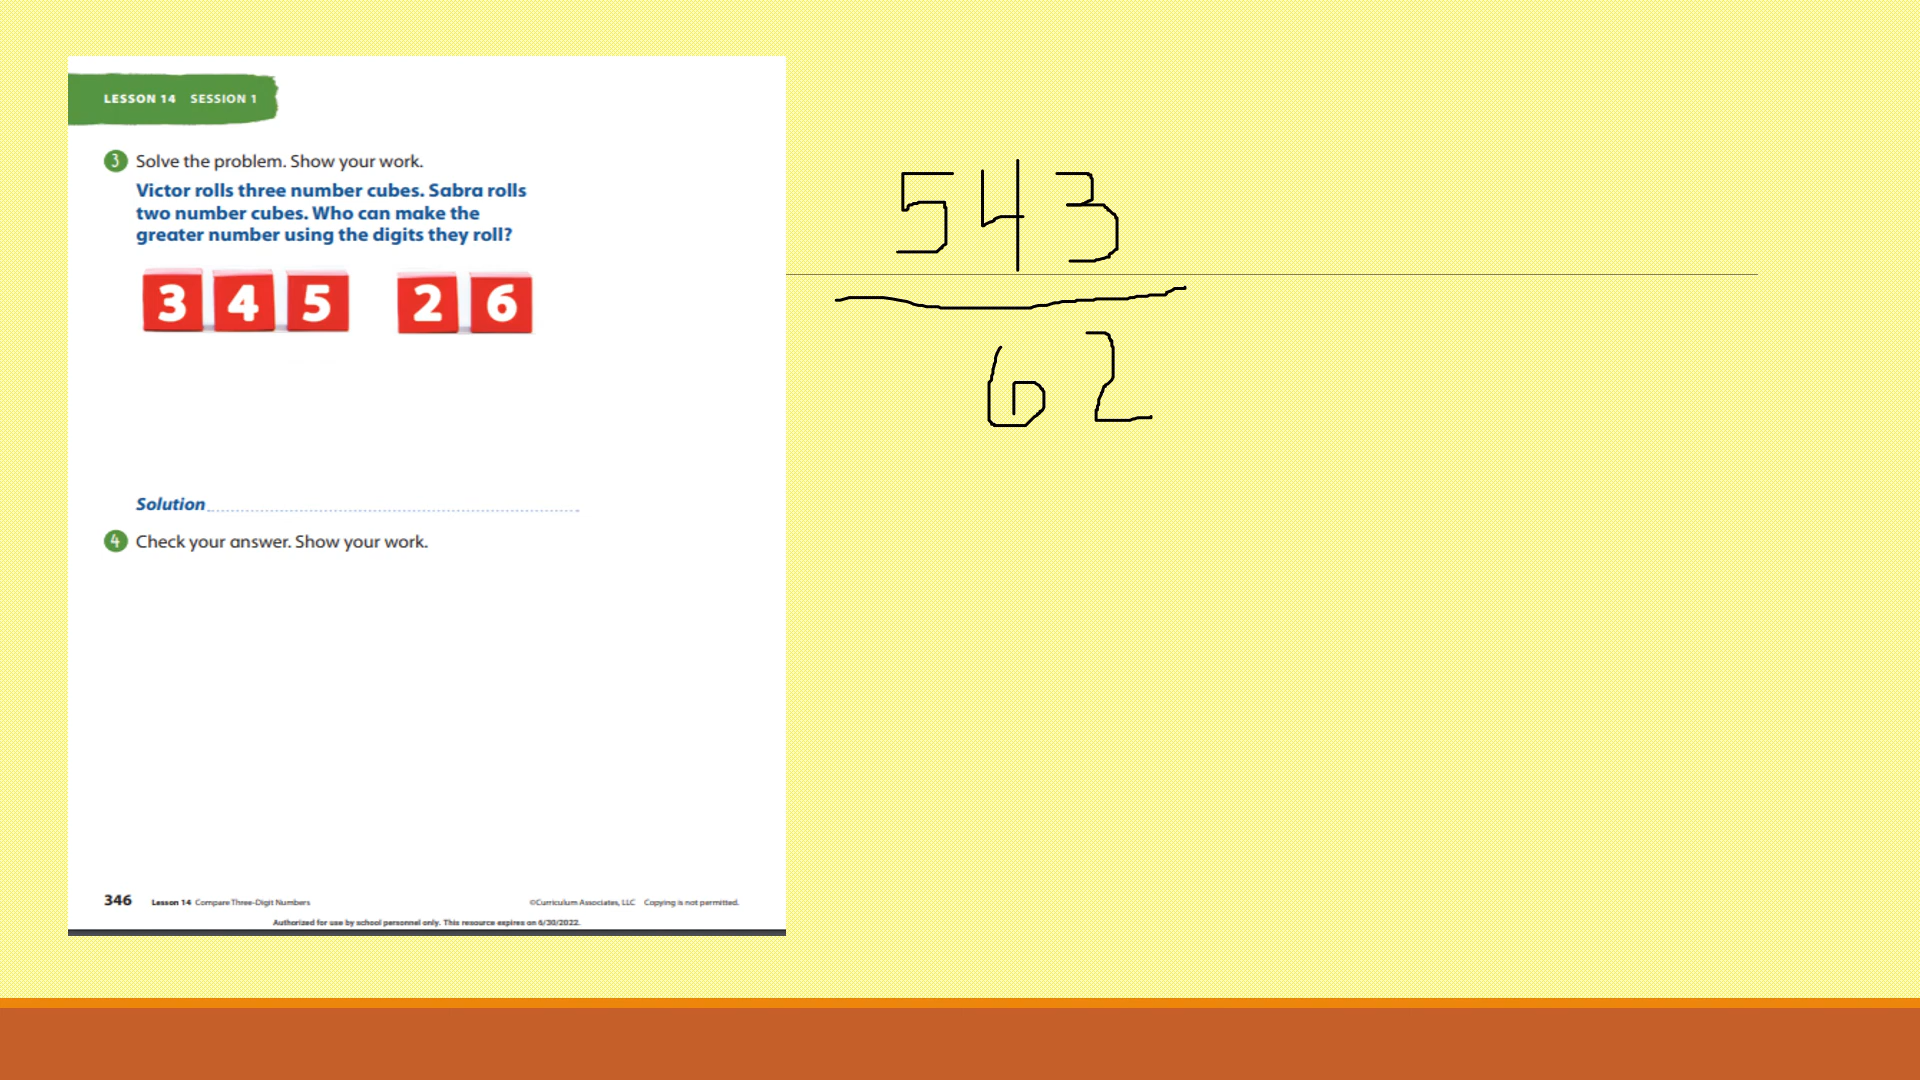 LESSON 14 SESSION 1
3 Solve the problem. Show your work.
Victor rolls three number cubes. Sabra rolls
two number cubes. Who can make the
greater number using the digits they roll?
3 4 5 2 6
Solution
4 Check your answer. Show your work.
346 Lesson 14 Compare Three-Digit Numbers ©Curriculum Associates, LLC Copying is not permitted.
Authorized for use by school personnel only. This resource expires on 6/30/2022.
543
62